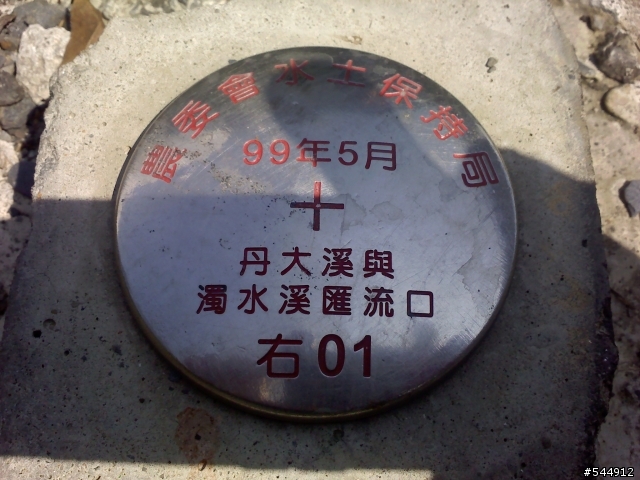 農委會水土保持局
99年5月
丹大溪與
濁水溪匯流口
右01
#544912